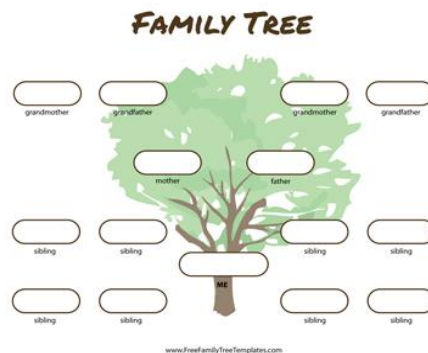 FAMILY TREE
grandmother grandfather grandmother grandfather
mother father
sibling sibling sibling sibling
ME
sibling sibling sibling sibling
www.FreeFamilyTreeTemplates.com